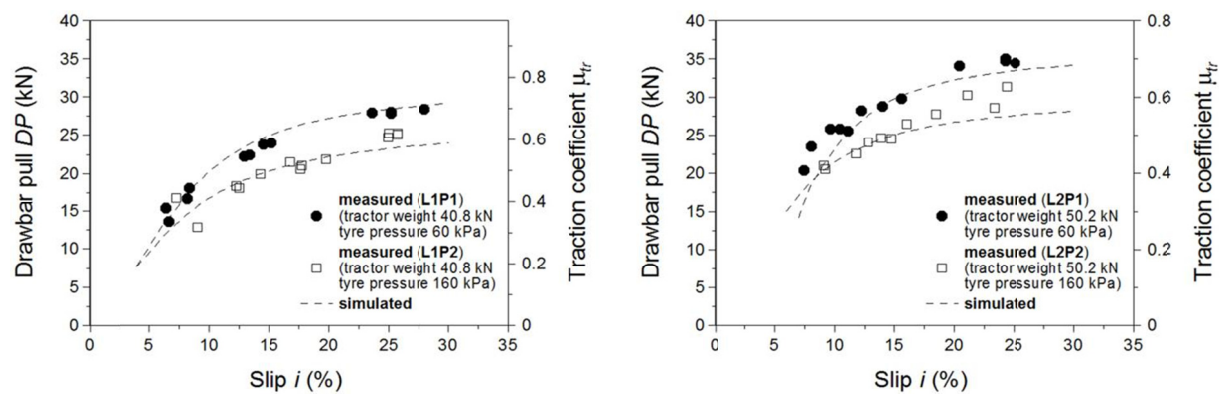 40
35
30
25
20
15
10
5
0
Drawbar pull DP (kN)
0.8
0.6
0.4
0.2
0
Traction coefficient μtr
measured (L1P1)
(tractor weight 40.8 kN
tyre pressure 60 kPa)
measured (L1P2)
(tractor weight 40.8 kN
tyre pressure 160 kPa)
simulated
0 5 10 15 20 25 30 35
Slip i (%)
40
35
30
25
20
15
10
5
0
Drawbar pull DP (kN)
0.8
0.6
0.4
0.2
0
Traction coefficient μtr
measured (L2P1)
(tractor weight 50.2 kN
tyre pressure 60 kPa)
measured (L2P2)
(tractor weight 50.2 kN
tyre pressure 160 kPa)
simulated
0 5 10 15 20 25 30 35
Slip i (%)